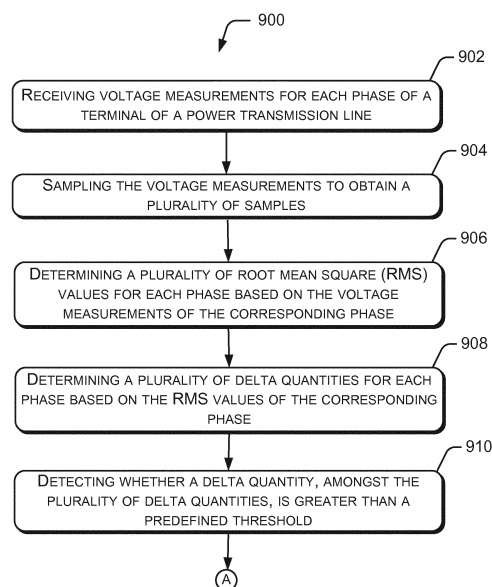 900
902
RECEIVING VOLTAGE MEASUREMENTS FOR EACH PHASE OF A
TERMINAL OF A POWER TRANSMISSION LINE
904
SAMPLING THE VOLTAGE MEASUREMENTS TO OBTAIN A
PLURALITY OF SAMPLES
906
DETERMINING A PLURALITY OF ROOT MEAN SQUARE (RMS)
VALUES FOR EACH PHASE BASED ON THE VOLTAGE
MEASUREMENTS OF THE CORRESPONDING PHASE
908
DETERMINING A PLURALITY OF DELTA QUANTITIES FOR EACH
PHASE BASED ON THE RMS VALUES OF THE CORRESPONDING
PHASE
910
DETECTING WHETHER A DELTA QUANTITY, AMONGST THE
PLURALITY OF DELTA QUANTITIES, IS GREATER THAN A
PREDEFINED THRESHOLD
A